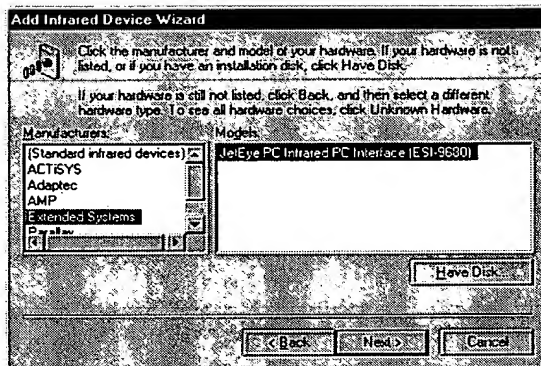 Add Infrared Device Wizard
Click the manufacturer and model of your hardware. If your hardware is not
listed, or if you have an installation disk, click Have Disk.
If your hardware is still not listed, click Back, and then select a different
hardware type. To see all hardware choices, click Unknown Hardware.
Manufacturers:
Models:
(Standard infrared devices)
ACTiSYS
Adaptec
AMP
Extended Systems
Parallax
JetEye PC Infrared PC Interface (ESI-9680)
Have Disk...
< Back
Next >
Cancel